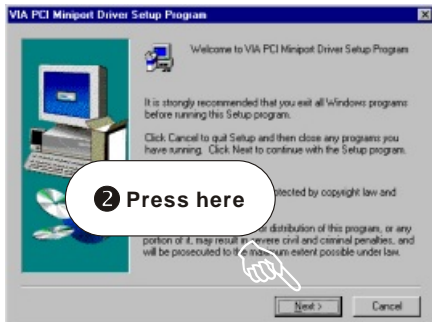 VIA PCI Miniport Driver Setup Program
Welcome to VIA PCI Miniport Driver Setup Program
It is strongly recommended that you exit all Windows programs
before running this Setup program.
Click Cancel to quit Setup and then close any programs you
have running. Click Next to continue with the Setup program.
protected by copyright law and
❷ Press here
or distribution of this program, or any
portion of it, may result in severe civil and criminal penalties, and
will be prosecuted to the maximum extent possible under law.
Next >
Cancel